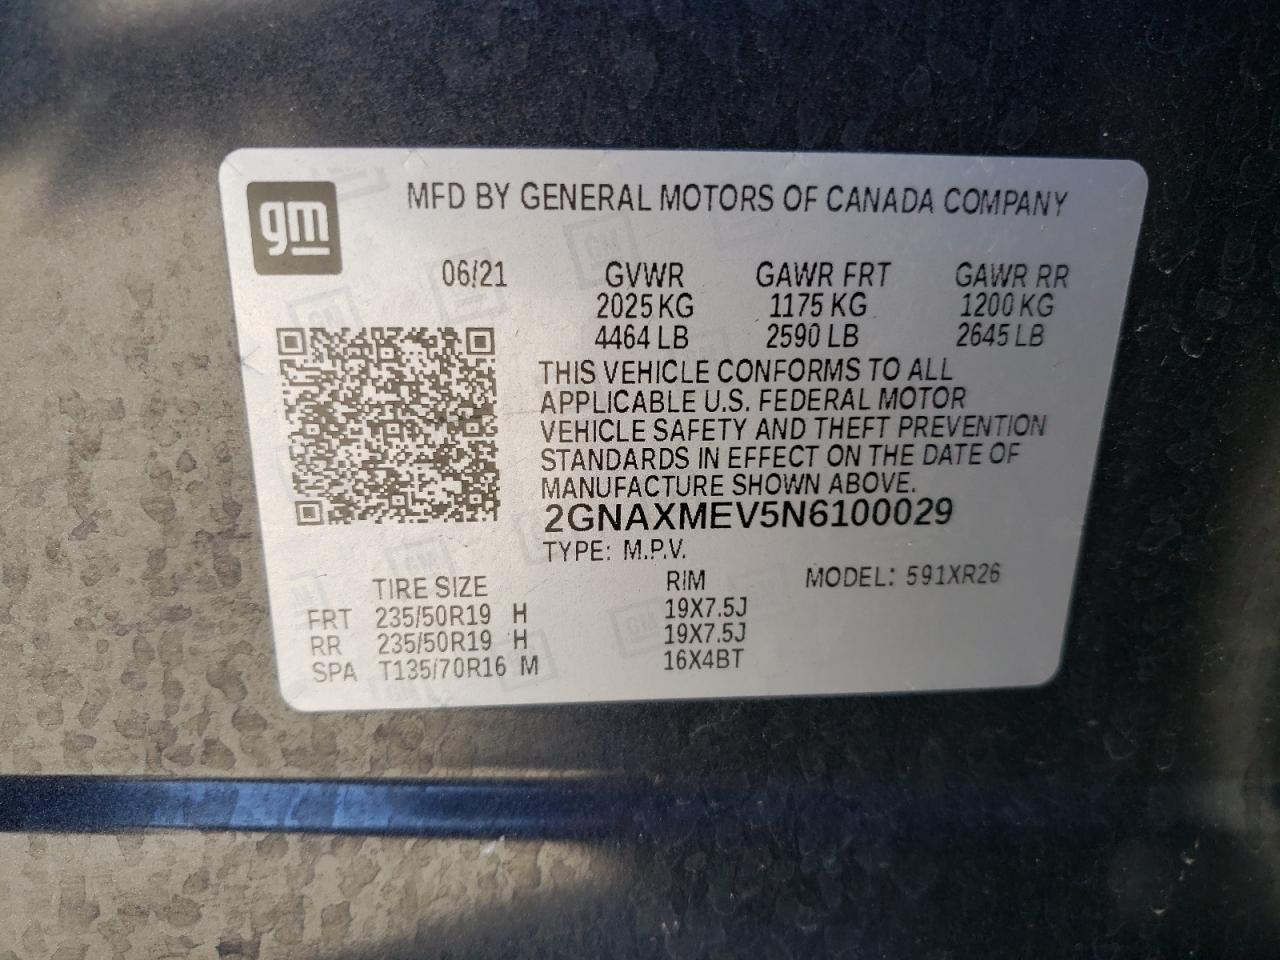 gm
MFD BY GENERAL MOTORS OF CANADA COMPANY
06/21 GVWR GAWR FRT GAWR RR
2025 KG 1175 KG 1200 KG
4464 LB 2590 LB 2645 LB
THIS VEHICLE CONFORMS TO ALL
APPLICABLE U.S. FEDERAL MOTOR
VEHICLE SAFETY AND THEFT PREVENTION
STANDARDS IN EFFECT ON THE DATE OF
MANUFACTURE SHOWN ABOVE.
2GNAXMEV5N6100029
TYPE: M.P.V.
TIRE SIZE RIM MODEL: 591XR26
FRT 235/50R19 H 19X7.5J
RR 235/50R19 H 19X7.5J
SPA T135/70R16 M 16X4BT